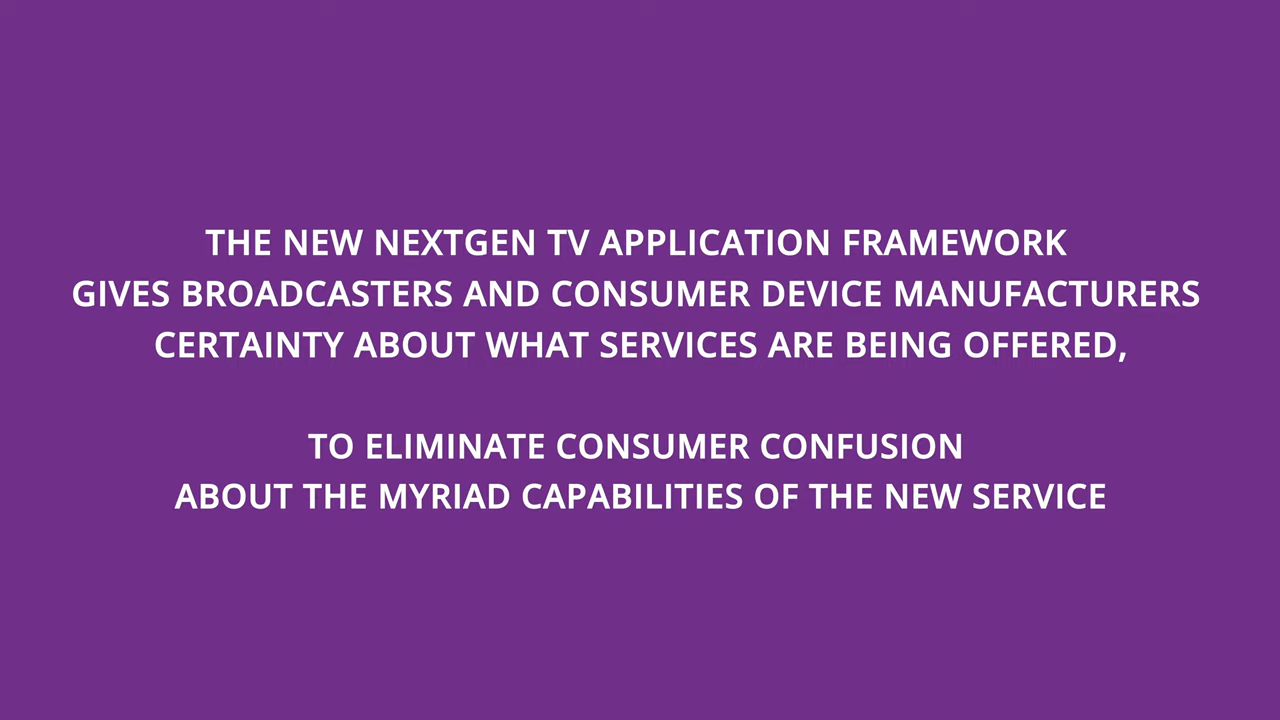 THE NEW NEXTGEN TV APPLICATION FRAMEWORK
GIVES BROADCASTERS AND CONSUMER DEVICE MANUFACTURERS
CERTAINTY ABOUT WHAT SERVICES ARE BEING OFFERED,
TO ELIMINATE CONSUMER CONFUSION
ABOUT THE MYRIAD CAPABILITIES OF THE NEW SERVICE